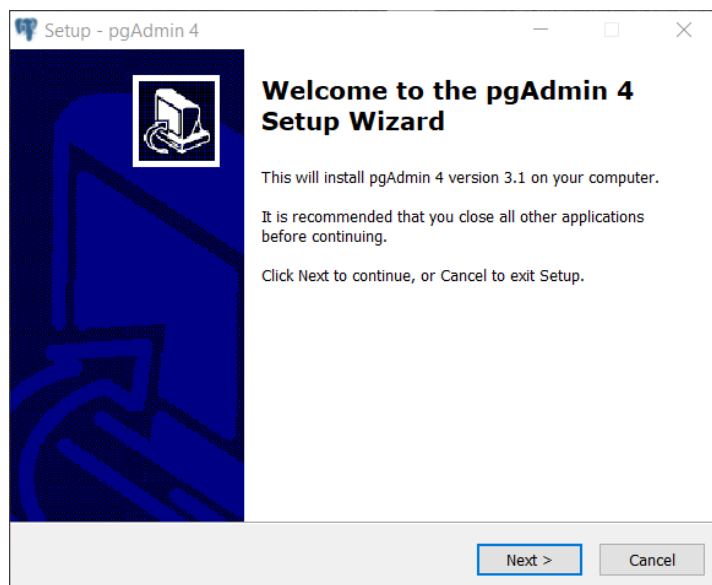 Setup - pgAdmin 4
Welcome to the pgAdmin 4
Setup Wizard
This will install pgAdmin 4 version 3.1 on your computer.
It is recommended that you close all other applications
before continuing.
Click Next to continue, or Cancel to exit Setup.
Next >
Cancel